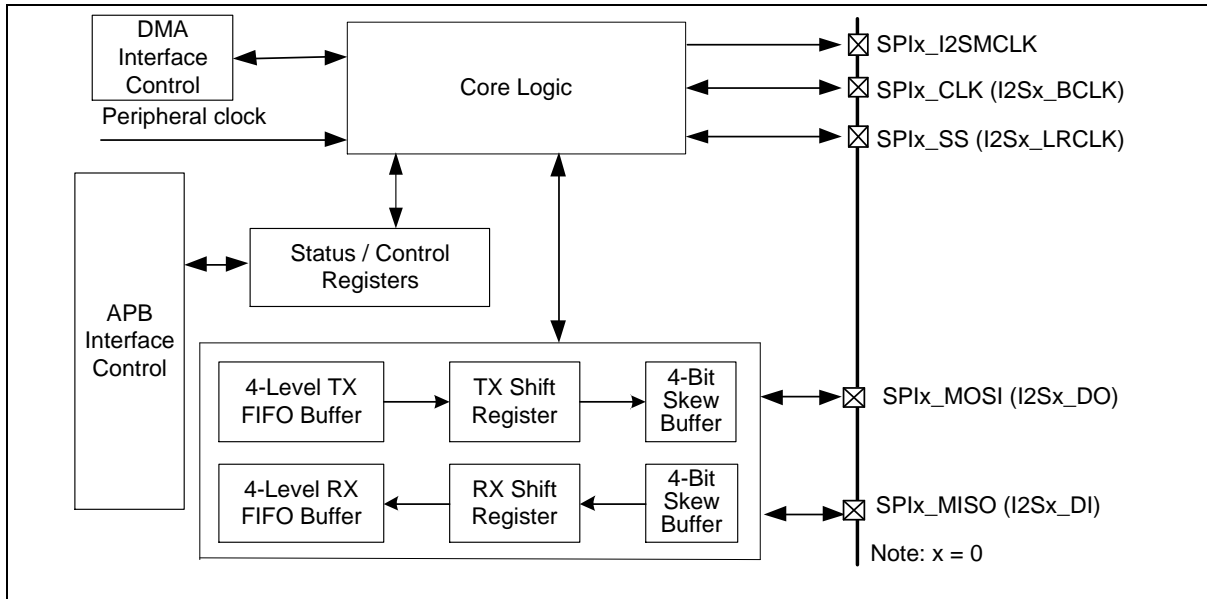 DMA
Interface
Control
Peripheral clock
Core Logic
SPIx_I2SMCLK
SPIx_CLK (I2Sx_BCLK)
SPIx_SS (I2Sx_LRCLK)
Status / Control
Registers
APB
Interface
Control
4-Level TX
FIFO Buffer
TX Shift
Register
4-Bit
Skew
Buffer
SPIx_MOSI (I2Sx_DO)
4-Level RX
FIFO Buffer
RX Shift
Register
4-Bit
Skew
Buffer
SPIx_MISO (I2Sx_DI)
Note: x = 0